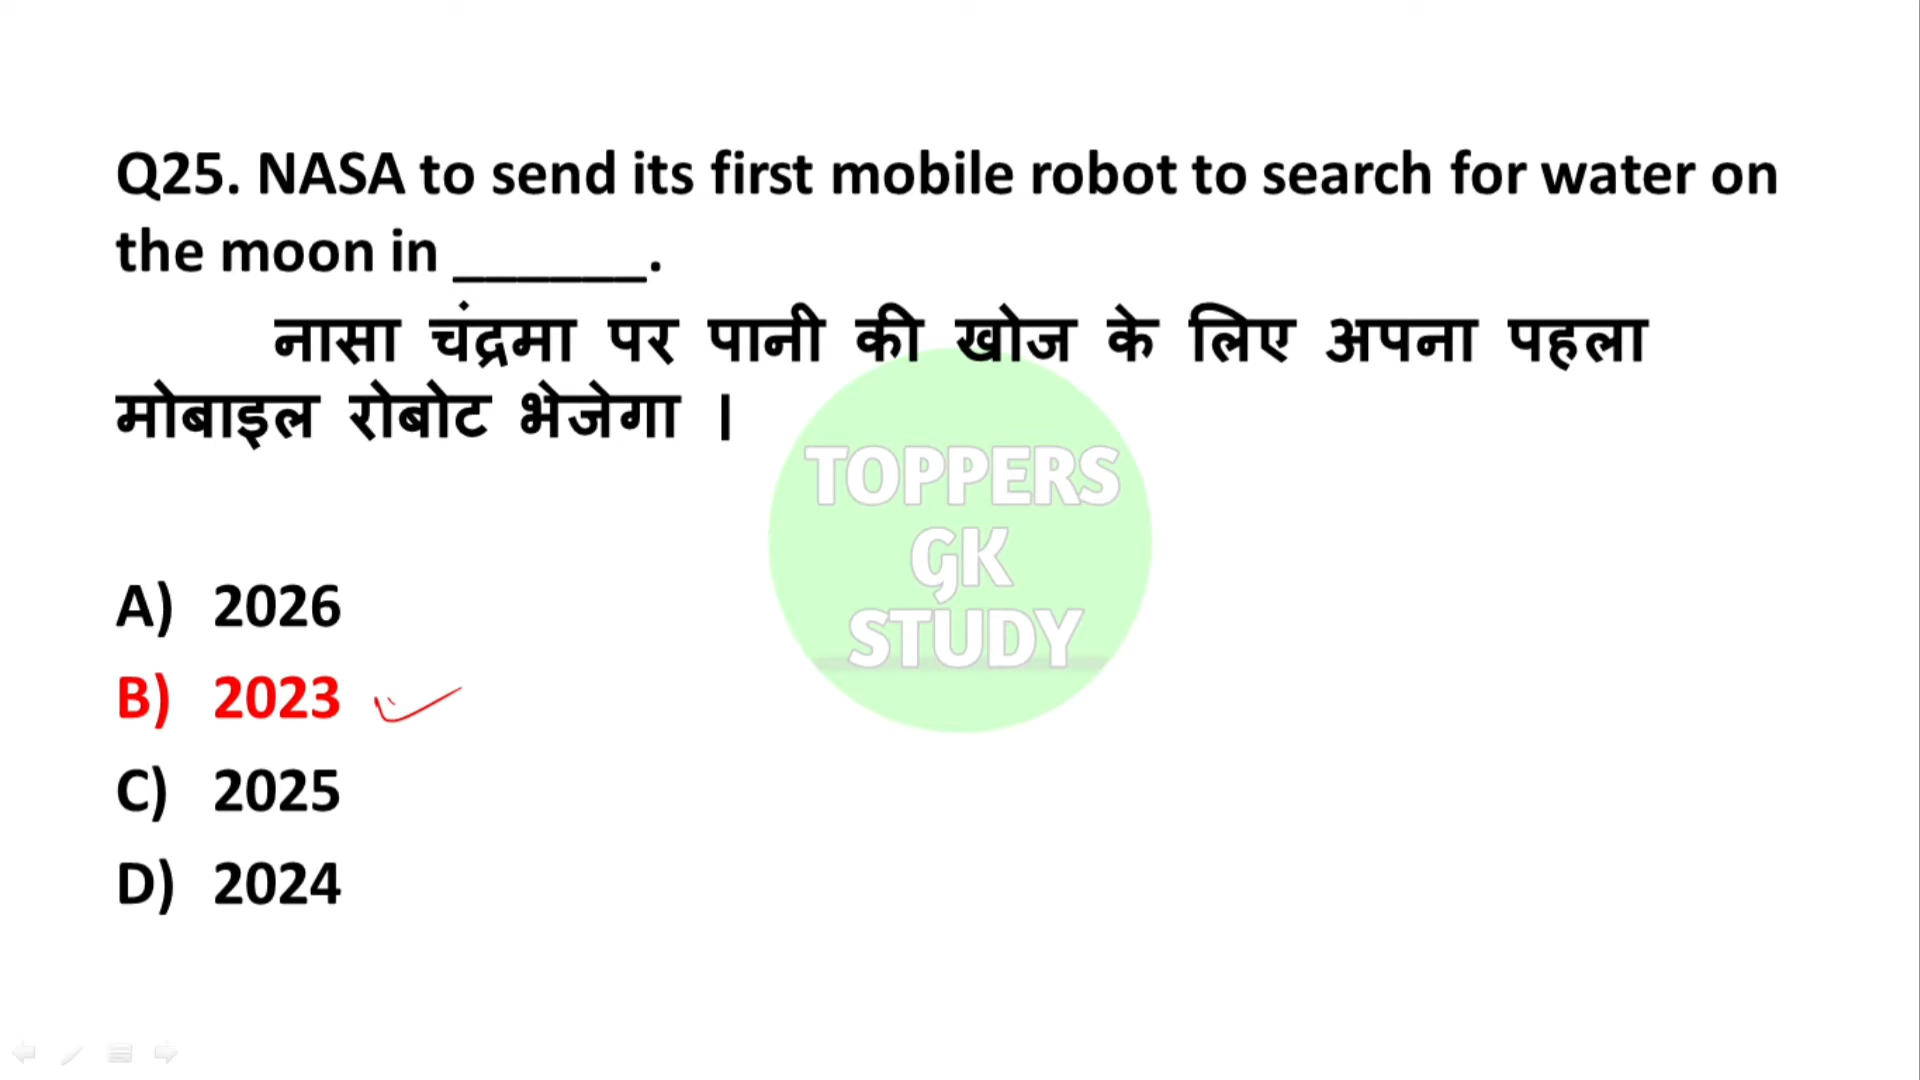 Q25. NASA to send its first mobile robot to search for water on
the moon in ______.
नासा चंद्रमा पर पानी की खोज के लिए अपना पहला
मोबाइल रोबोट भेजेगा ।
TOPPERS
GK
STUDY
A) 2026
B) 2023
C) 2025
D) 2024